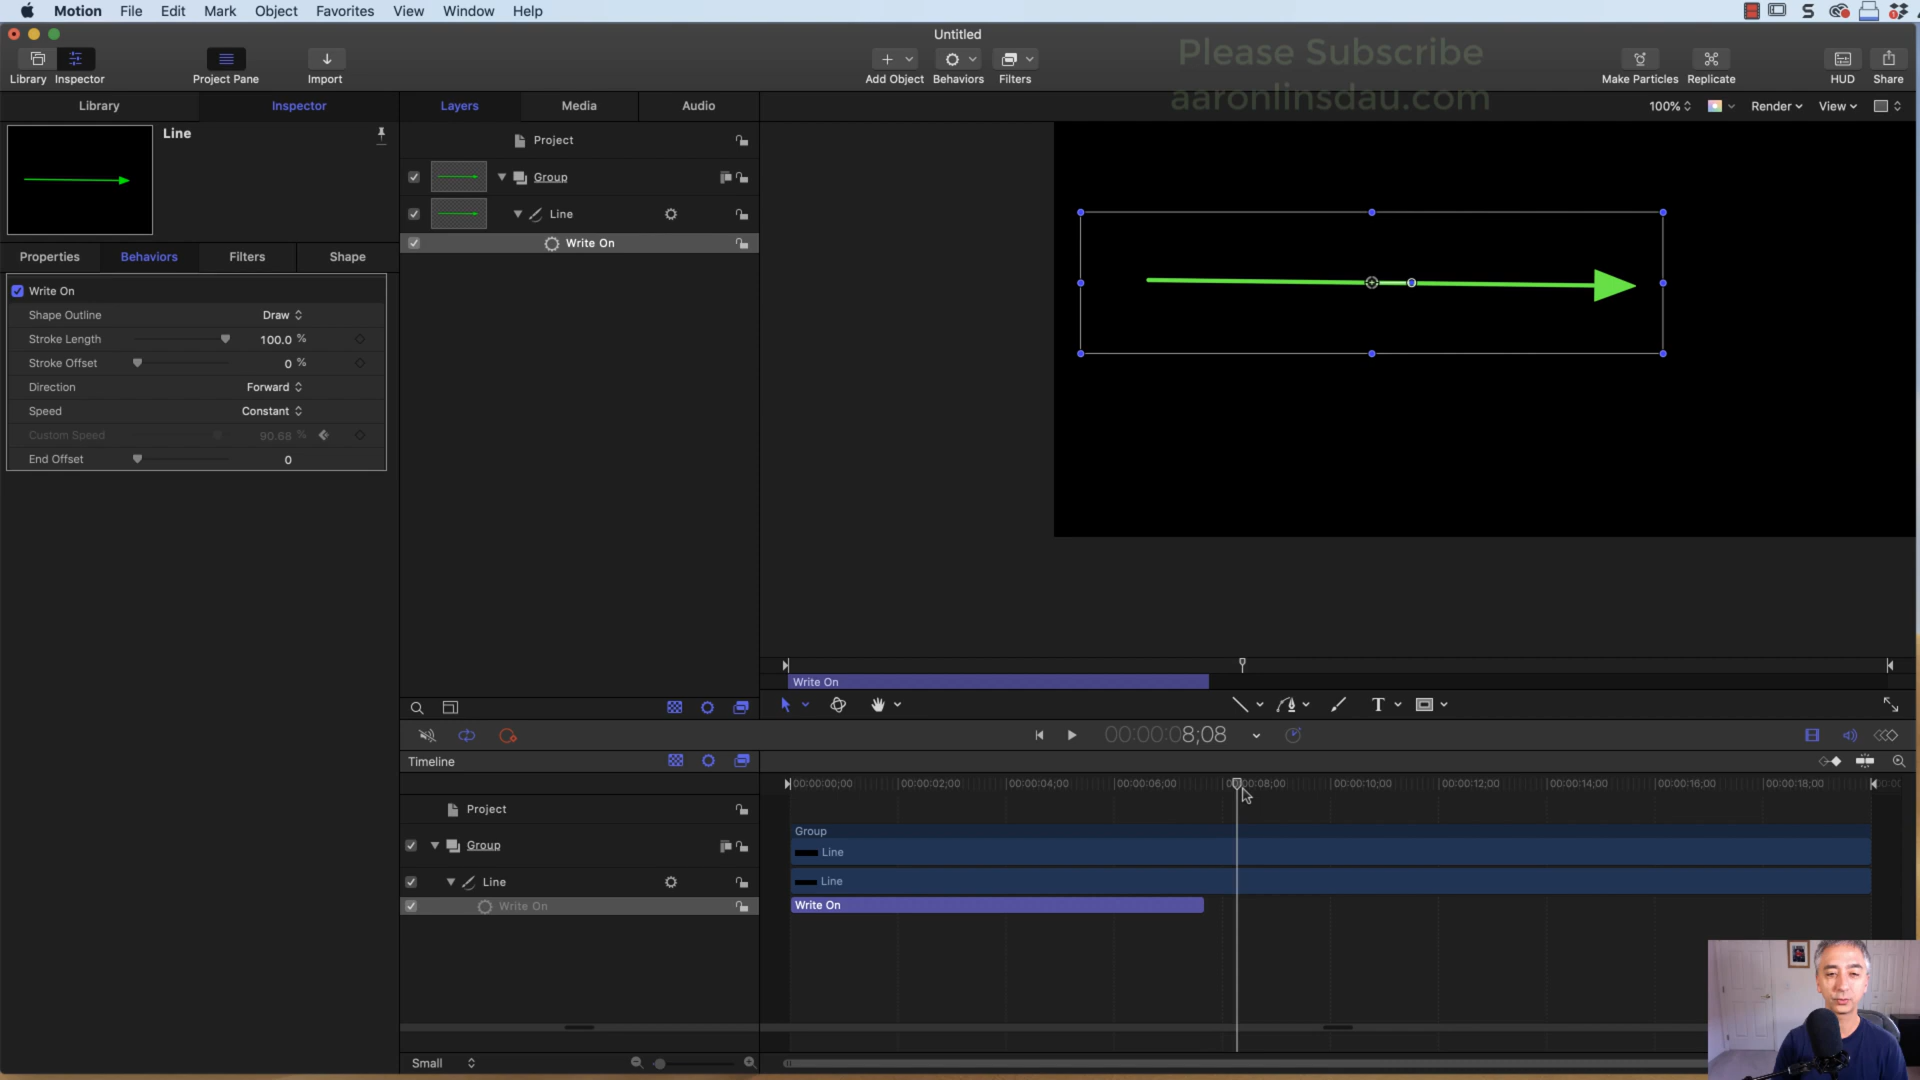 Motion File Edit Mark Object Favorites View Window Help
Untitled
Please Subscribe
aaronlinsdau.com
Library Inspector Project Pane Import Add Object Behaviors Filters Make Particles Replicate HUD Share
Library Inspector Layers Media Audio 100% Render View
Line
Project
Group
Line
Write On
Properties Behaviors Filters Shape
Write On
Shape Outline Draw
Stroke Length 100.0 %
Stroke Offset 0 %
Direction Forward
Speed Constant
Custom Speed 90.68 %
End Offset 0
Write On
T
00:00:00:8;08
Timeline
00:00:00;00 00:00:02;00 00:00:04;00 00:00:06;00 00:00:08;00 00:00:10;00 00:00:12;00 00:00:14;00 00:00:16;00 00:00:18;00
Project
Group
Group
Line
Line
Line
Write On
Write On
Small